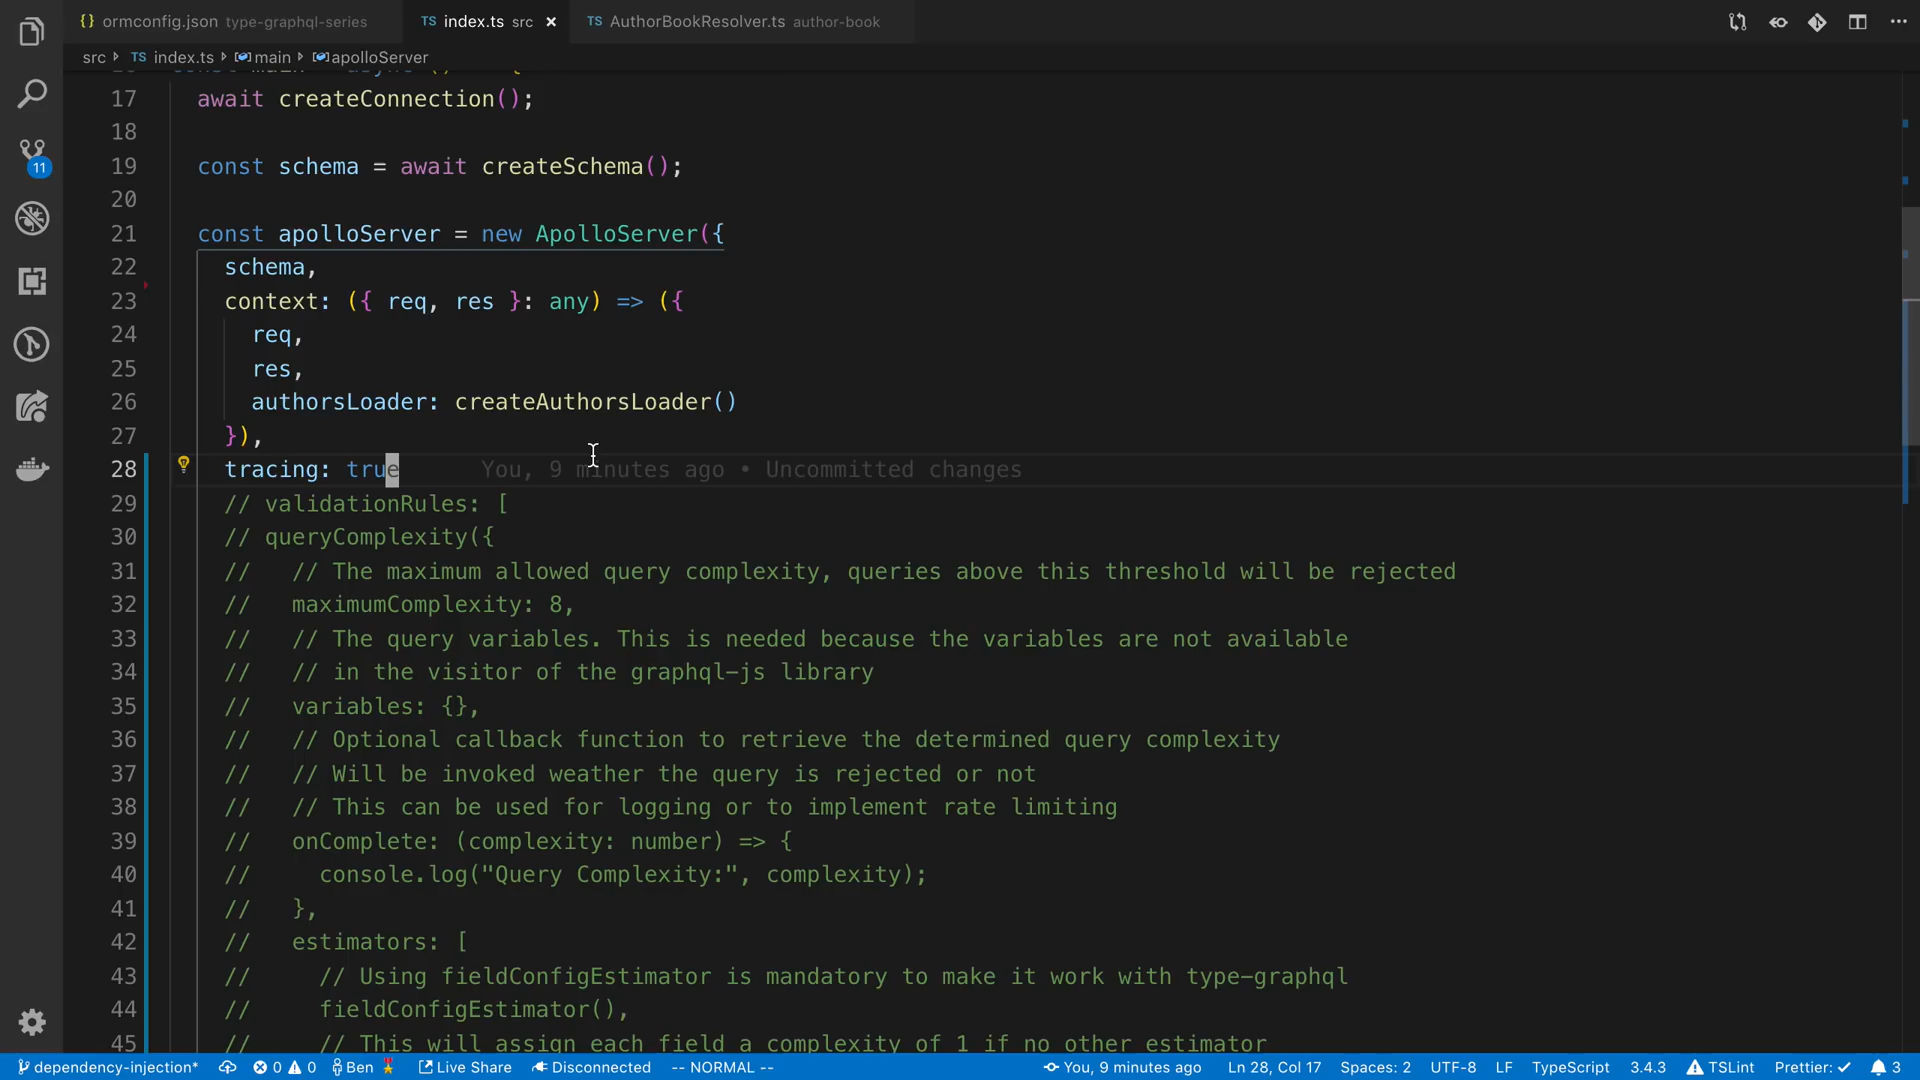 {} ormconfig.json type-graphql-series
TS index.ts src ×
TS AuthorBookResolver.ts author-book
src TS index.ts main apolloServer
17 await createConnection();
18
19 const schema = await createSchema();
20
21 const apolloServer = new ApolloServer({
22 schema,
23 context: ({ req, res }: any) => ({
24 req,
25 res,
26 authorsLoader: createAuthorsLoader()
27 }),
28 tracing: true You, 9 minutes ago • Uncommitted changes
29 // validationRules: [
30 // queryComplexity({
31 // // The maximum allowed query complexity, queries above this threshold will be rejected
32 // maximumComplexity: 8,
33 // // The query variables. This is needed because the variables are not available
34 // // in the visitor of the graphql-js library
35 // variables: {},
36 // // Optional callback function to retrieve the determined query complexity
37 // // Will be invoked weather the query is rejected or not
38 // // This can be used for logging or to implement rate limiting
39 // onComplete: (complexity: number) => {
40 // console.log("Query Complexity:", complexity);
41 // },
42 // estimators: [
43 // // Using fieldConfigEstimator is mandatory to make it work with type-graphql
44 // fieldConfigEstimator(),
45 // // This will assign each field a complexity of 1 if no other estimator
11
dependency-injection* 0 0 Ben Live Share Disconnected -- NORMAL -- You, 9 minutes ago Ln 28, Col 17 Spaces: 2 UTF-8 LF TypeScript 3.4.3 TSLint Prettier: ✓ 3